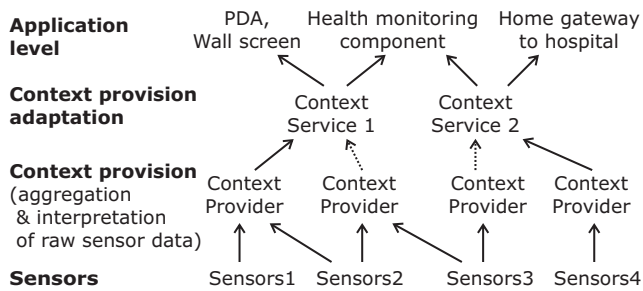 Application
level
PDA,
Wall screen
Health monitoring
component
Home gateway
to hospital
Context provision
adaptation
Context
Service 1
Context
Service 2
Context provision
(aggregation
& interpretation
of raw sensor data)
Context
Provider
Context
Provider
Context
Provider
Context
Provider
Sensors
Sensors1
Sensors2
Sensors3
Sensors4